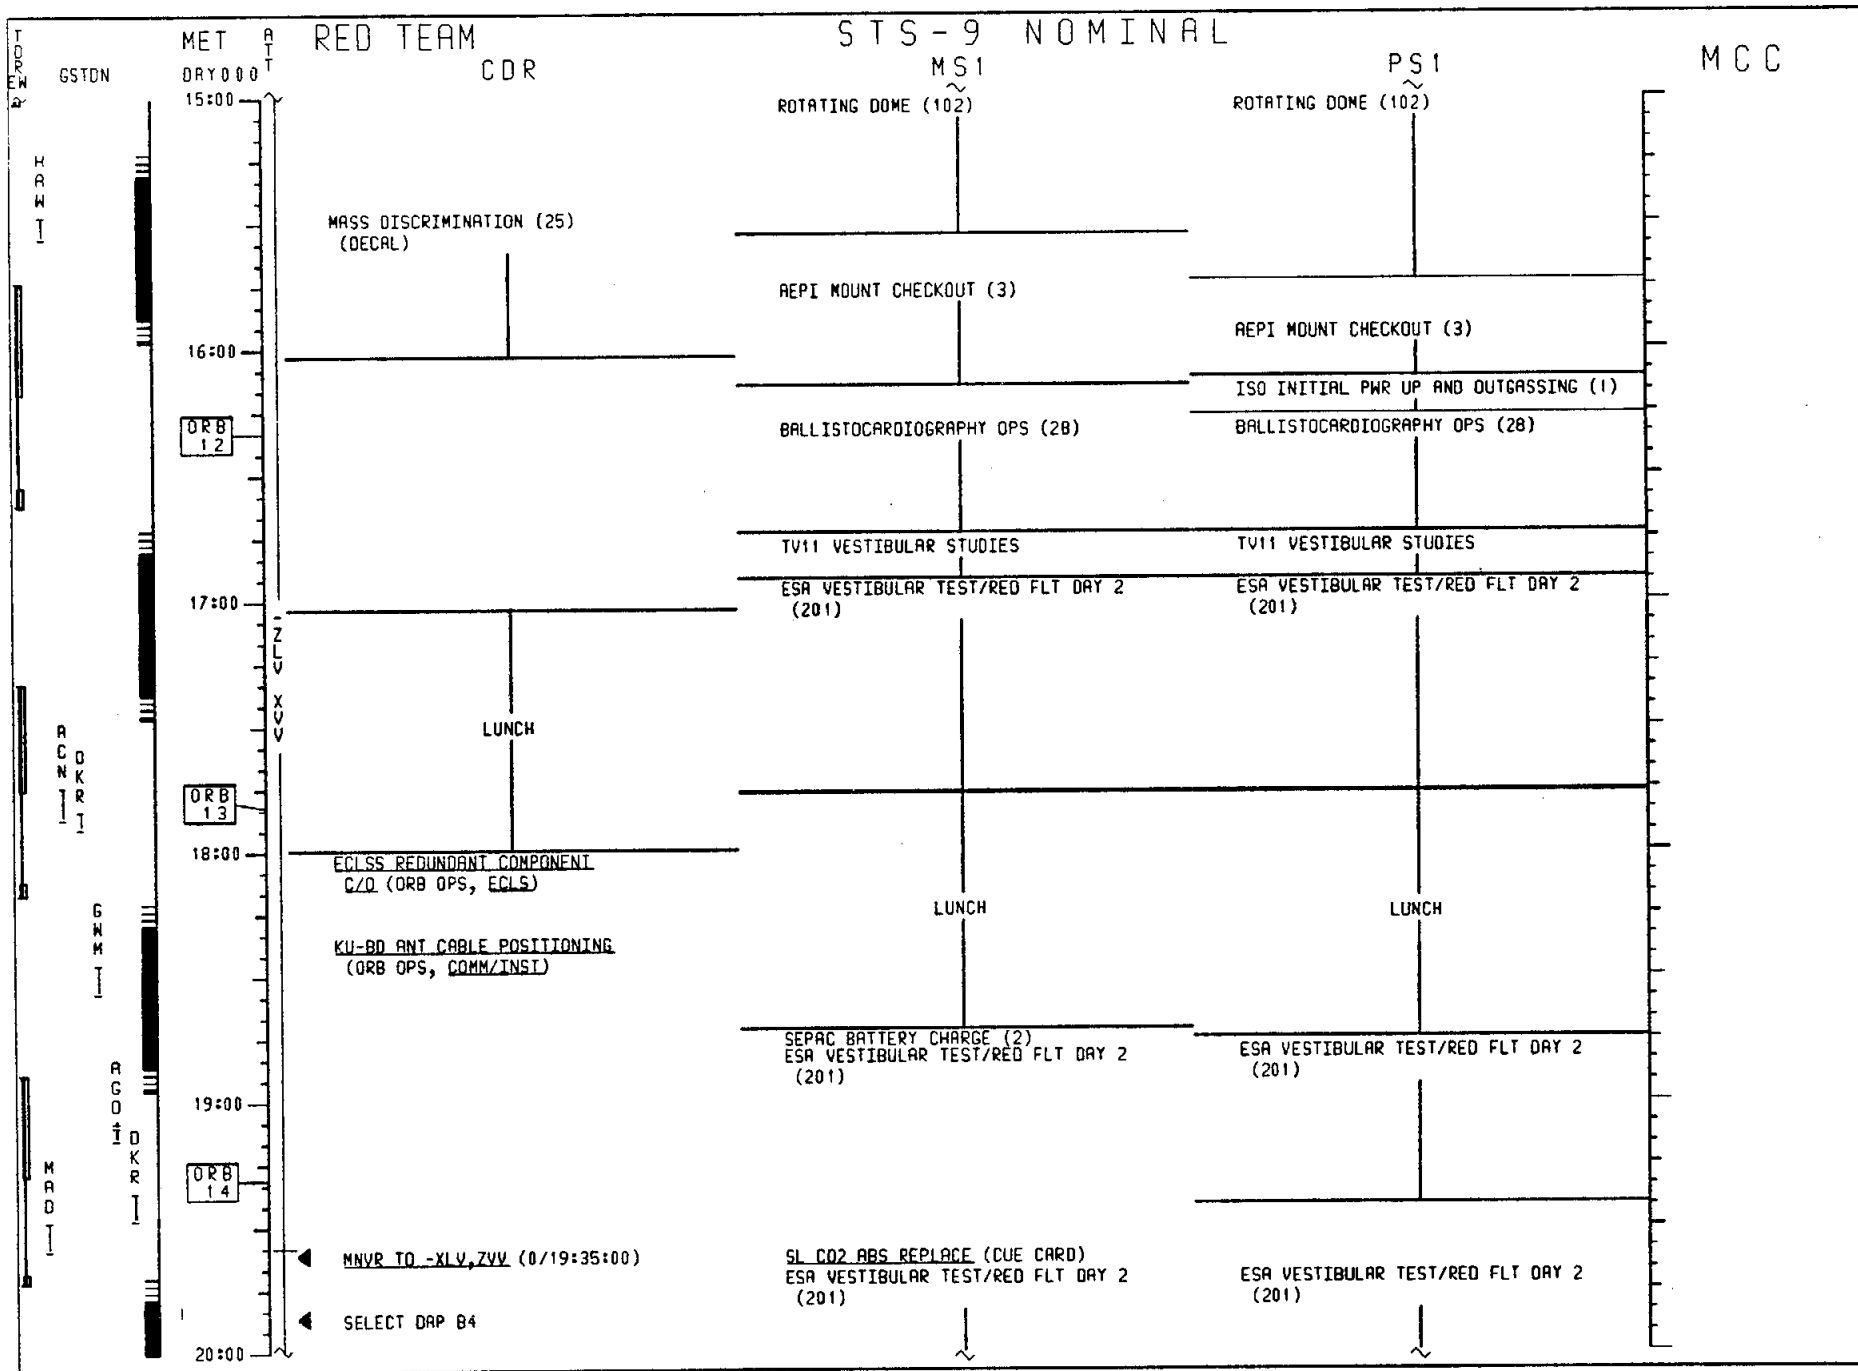 STS-9 NOMINAL
TDRS
E W
GSTDN
MET
DAY000
ATT
RED TEAM
CDR
MS1
PS1
MCC
15:00
ROTATING DOME (102)
ROTATING DOME (102)
HAW
MASS DISCRIMINATION (25)
(DECAL)
AEPI MOUNT CHECKOUT (3)
AEPI MOUNT CHECKOUT (3)
16:00
ISO INITIAL PWR UP AND OUTGASSING (1)
ORB
12
BALLISTOCARDIOGRAPHY OPS (28)
BALLISTOCARDIOGRAPHY OPS (28)
TV11 VESTIBULAR STUDIES
TV11 VESTIBULAR STUDIES
ESA VESTIBULAR TEST/RED FLT DAY 2
(201)
ESA VESTIBULAR TEST/RED FLT DAY 2
(201)
17:00
-ZLV XVV
LUNCH
ACN
DKR
ORB
13
18:00
ECLSS REDUNDANT COMPONENT
C/O (ORB OPS, ECLS)
LUNCH
LUNCH
GWM
KU-BD ANT CABLE POSITIONING
(ORB OPS, COMM/INST)
SEPAC BATTERY CHARGE (2)
ESA VESTIBULAR TEST/RED FLT DAY 2
(201)
ESA VESTIBULAR TEST/RED FLT DAY 2
(201)
AGO
19:00
DKR
MAD
ORB
14
MNVR TO -XLV,ZVV (0/19:35:00)
SL CO2 ABS REPLACE (CUE CARD)
ESA VESTIBULAR TEST/RED FLT DAY 2
(201)
ESA VESTIBULAR TEST/RED FLT DAY 2
(201)
SELECT DAP B4
20:00